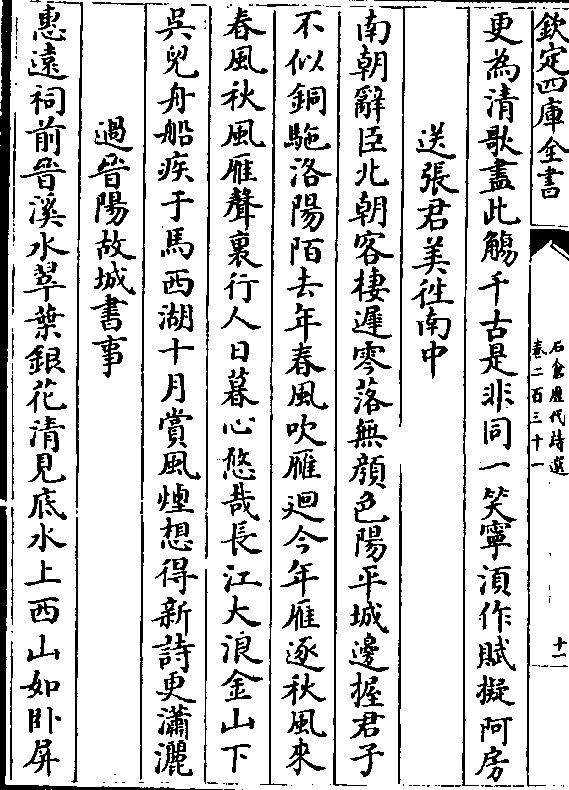 欽定四庫全書
石倉歷代詩選
卷二百三十一
十一
更為清歌盡此觴千古是非同一笑寧湏作賦擬阿房
送張君美徃南中
南朝辭臣北朝客棲遲零落無顔色陽平城邊握君子
不似銅駞洛陽陌去年春風吹雁迴今年雁逐秋風來
春風秋風雁聲裏行人日暮心悠哉長江大浪金山下
吳兒舟船疾于馬西湖十月賞風煙想得新詩更瀟灑
過晉陽故城書事
惠遠祠前晉溪水翠葉銀花清見底水上西山如卧屏